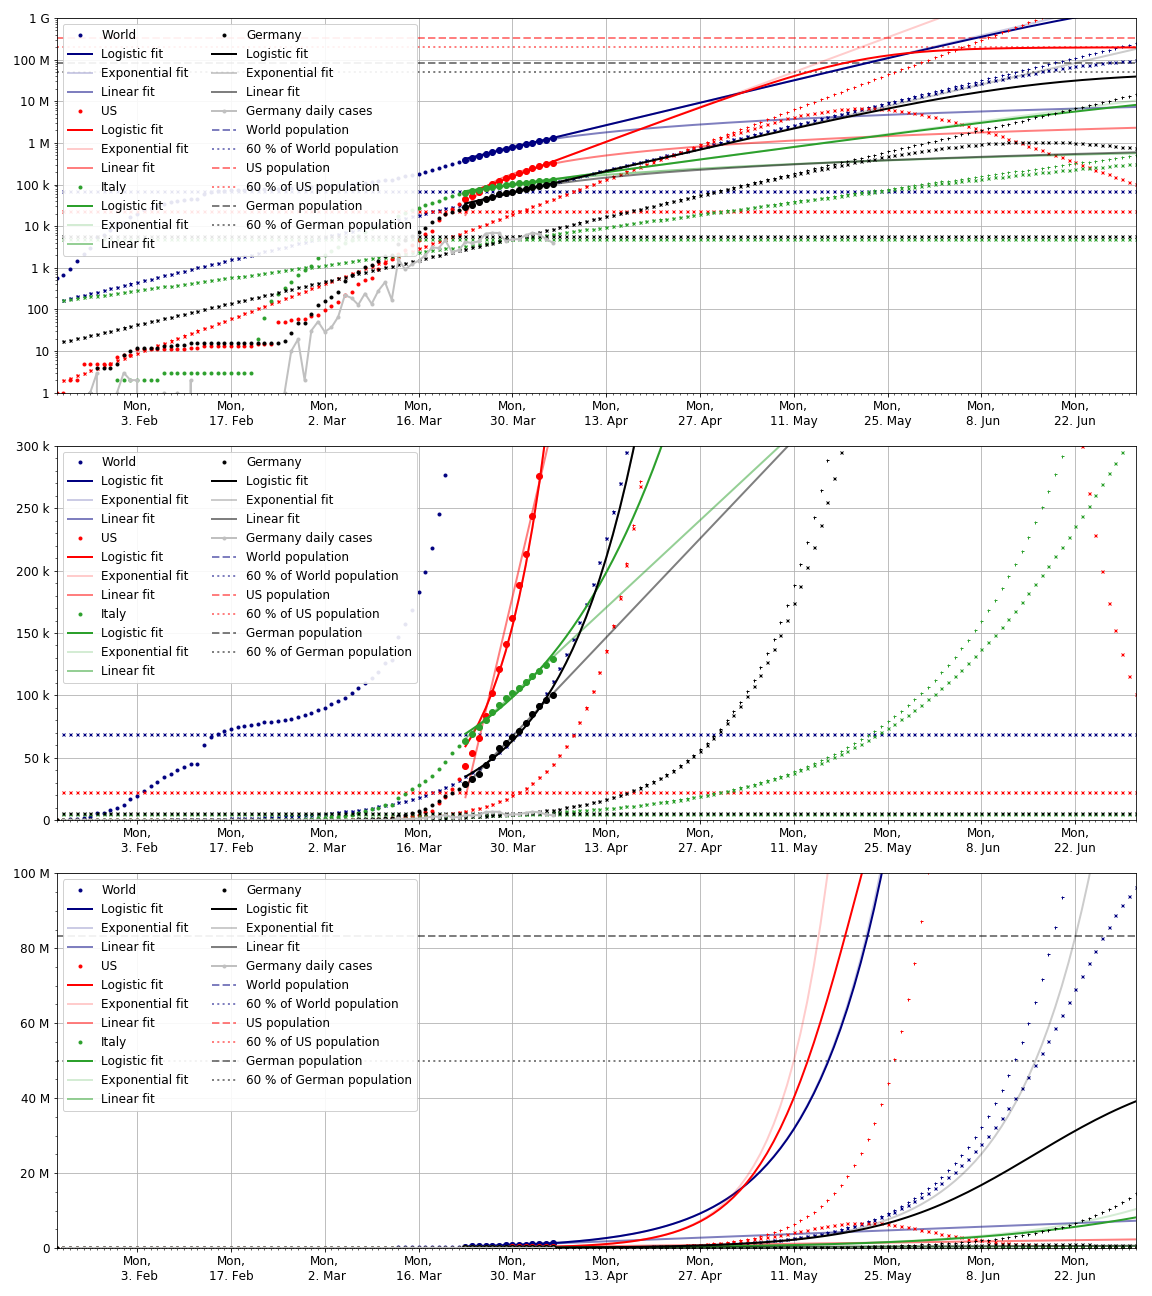 1 G
100 M
10 M
1 M
100 k
10 k
1 k
100
10
1
World
Logistic fit
Exponential fit
Linear fit
US
Logistic fit
Exponential fit
Linear fit
Italy
Logistic fit
Exponential fit
Linear fit
Germany
Logistic fit
Exponential fit
Linear fit
Germany daily cases
World population
60 % of World population
US population
60 % of US population
German population
60 % of German population
Mon, Mon, Mon, Mon, Mon, Mon, Mon, Mon, Mon, Mon, Mon,
3. Feb 17. Feb 2. Mar 16. Mar 30. Mar 13. Apr 27. Apr 11. May 25. May 8. Jun 22. Jun
300 k
250 k
200 k
150 k
100 k
50 k
0
World
Logistic fit
Exponential fit
Linear fit
US
Logistic fit
Exponential fit
Linear fit
Italy
Logistic fit
Exponential fit
Linear fit
Germany
Logistic fit
Exponential fit
Linear fit
Germany daily cases
World population
60 % of World population
US population
60 % of US population
German population
60 % of German population
Mon, Mon, Mon, Mon, Mon, Mon, Mon, Mon, Mon, Mon, Mon,
3. Feb 17. Feb 2. Mar 16. Mar 30. Mar 13. Apr 27. Apr 11. May 25. May 8. Jun 22. Jun
100 M
80 M
60 M
40 M
20 M
0
World
Logistic fit
Exponential fit
Linear fit
US
Logistic fit
Exponential fit
Linear fit
Italy
Logistic fit
Exponential fit
Linear fit
Germany
Logistic fit
Exponential fit
Linear fit
Germany daily cases
World population
60 % of World population
US population
60 % of US population
German population
60 % of German population
Mon, Mon, Mon, Mon, Mon, Mon, Mon, Mon, Mon, Mon, Mon,
3. Feb 17. Feb 2. Mar 16. Mar 30. Mar 13. Apr 27. Apr 11. May 25. May 8. Jun 22. Jun